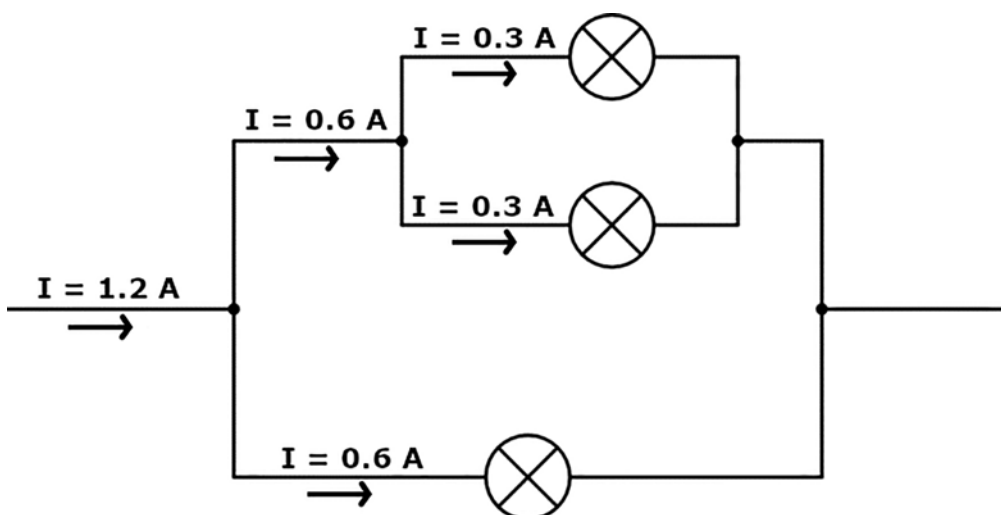 I = 0.3 A
I = 0.6 A
I = 0.3 A
I = 1.2 A
I = 0.6 A